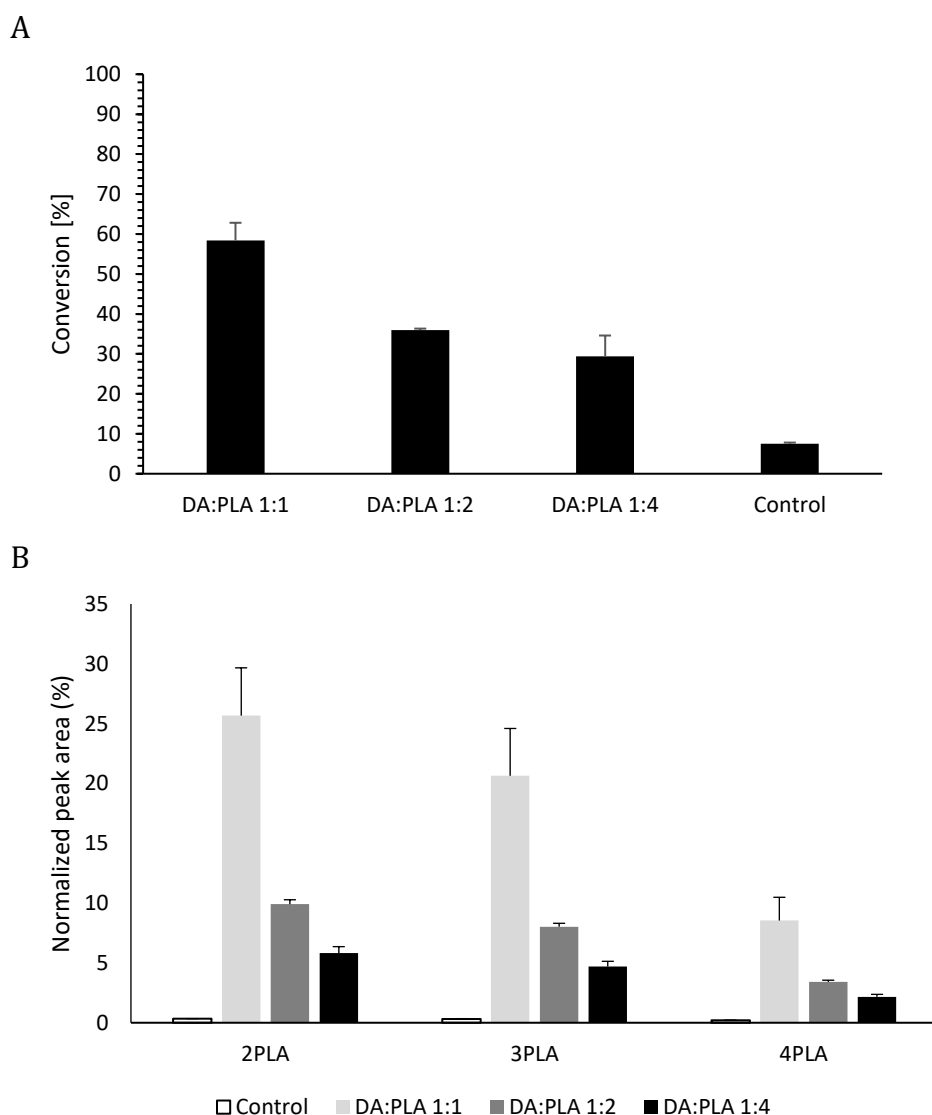 A
100
90
80
70
60
50
40
30
20
10
0
Conversion [%]
DA:PLA 1:1 DA:PLA 1:2 DA:PLA 1:4 Control
B
35
30
25
20
15
10
5
0
Normalized peak area (%)
2PLA 3PLA 4PLA
Control DA:PLA 1:1 DA:PLA 1:2 DA:PLA 1:4